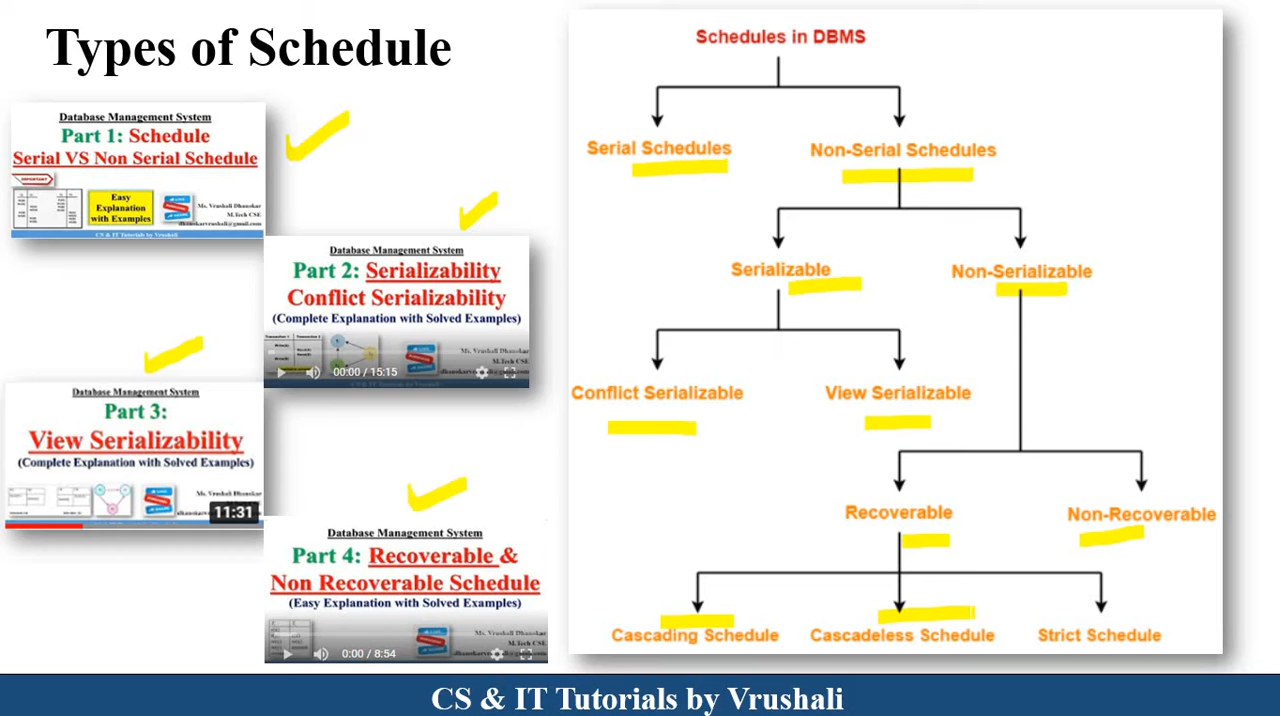 Types of Schedule
Database Management System
Part 1: Schedule
Serial VS Non Serial Schedule
IMPORTANT
Easy
Explanation
with Examples
Ms. Vrushali Dhanokar
M.Tech CSE
dhanokarvrushali@gmail.com
CS & IT Tutorials by Vrushali
Database Management System
Part 2: Serializability
Conflict Serializability
(Complete Explanation with Solved Examples)
Ms. Vrushali Dhanokar
M.Tech CSE
00:00 / 15:15
Database Management System
Part 3:
View Serializability
(Complete Explanation with Solved Examples)
Ms. Vrushali Dhanokar
11:31
Database Management System
Part 4: Recoverable &
Non Recoverable Schedule
(Easy Explanation with Solved Examples)
Ms. Vrushali Dhanokar
M.Tech CSE
0:00 / 8:54
Schedules in DBMS
Serial Schedules
Non-Serial Schedules
Serializable
Non-Serializable
Conflict Serializable
View Serializable
Recoverable
Non-Recoverable
Cascading Schedule
Cascadeless Schedule
Strict Schedule
CS & IT Tutorials by Vrushali